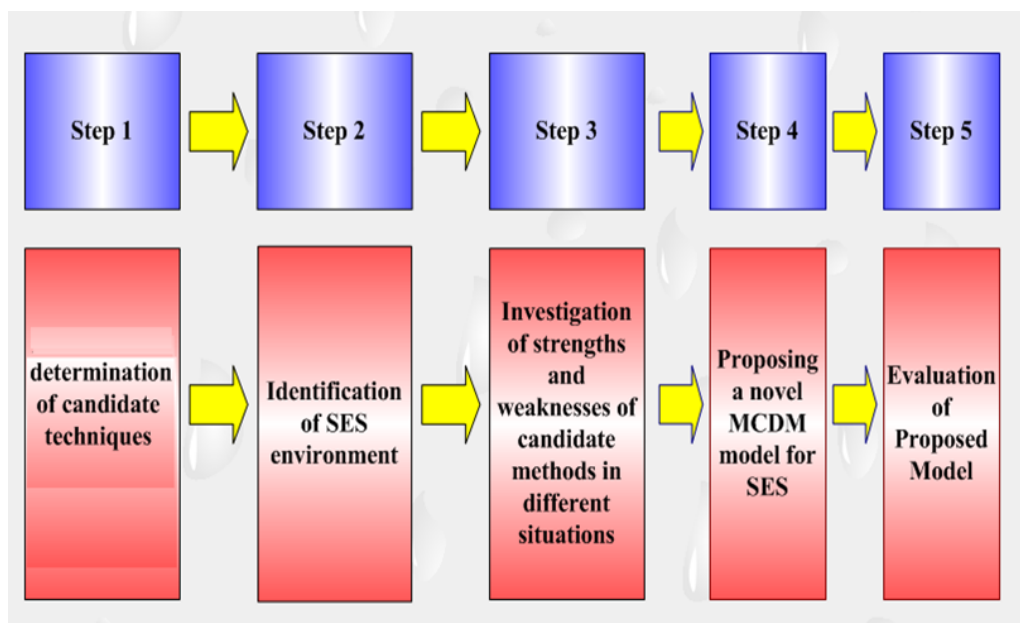 Step 1
Step 2
Step 3
Step 4
Step 5
determination
of candidate
techniques
Identification
of SES
environment
Investigation
of strengths
and
weaknesses of
candidate
methods in
different
situations
Proposing
a novel
MCDM
model for
SES
Evaluation
of
Proposed
Model